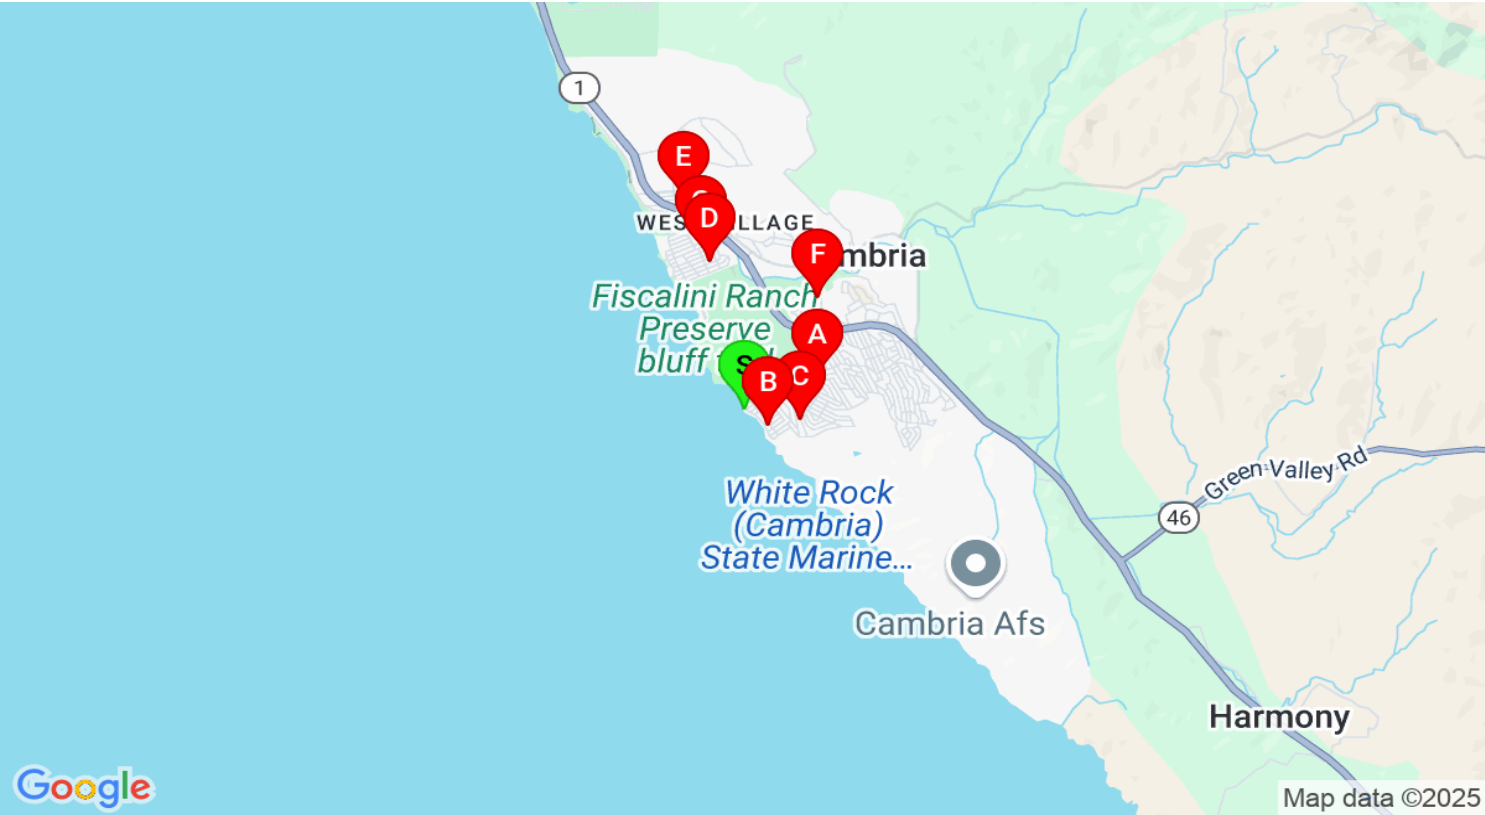 1
E
D
F
mbria
Fiscalini Ranch
Preserve
bluff
A
S
B
C
White Rock
(Cambria)
State Marine...
Green Valley Rd
46
Cambria Afs
Harmony
Google
Map data ©2025